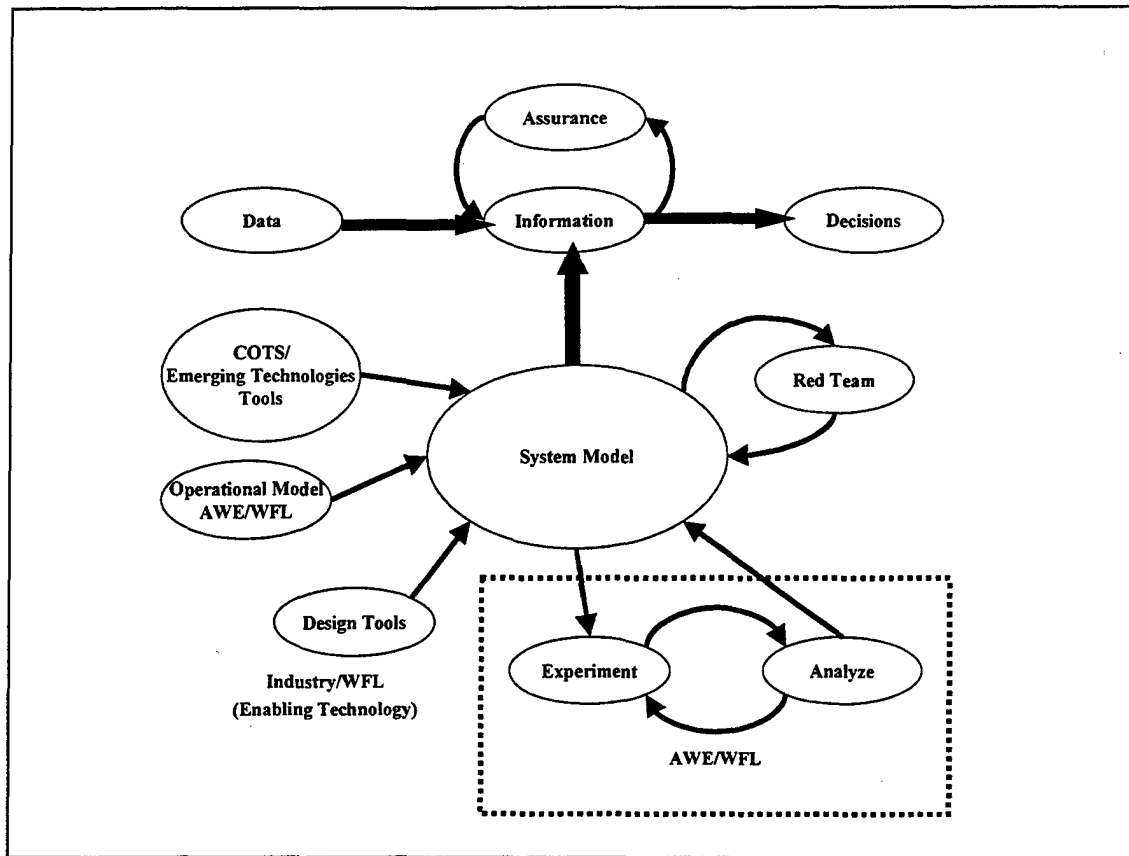 Assurance
Data
Information
Decisions
COTS/
Emerging Technologies
Tools
Red Team
System Model
Operational Model
AWE/WFL
Design Tools
Industry/WFL
(Enabling Technology)
Experiment
Analyze
AWE/WFL